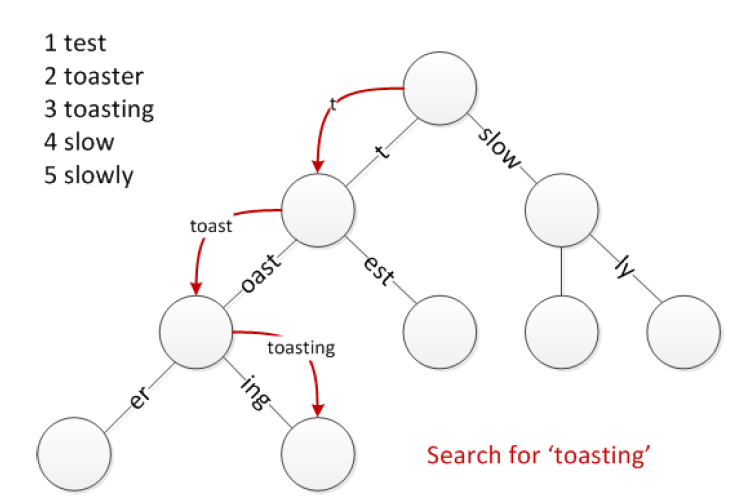 1 test
2 toaster
3 toasting
4 slow
5 slowly
t
t
slow
toast
oast
est
ly
toasting
er
ing
Search for ‘toasting’